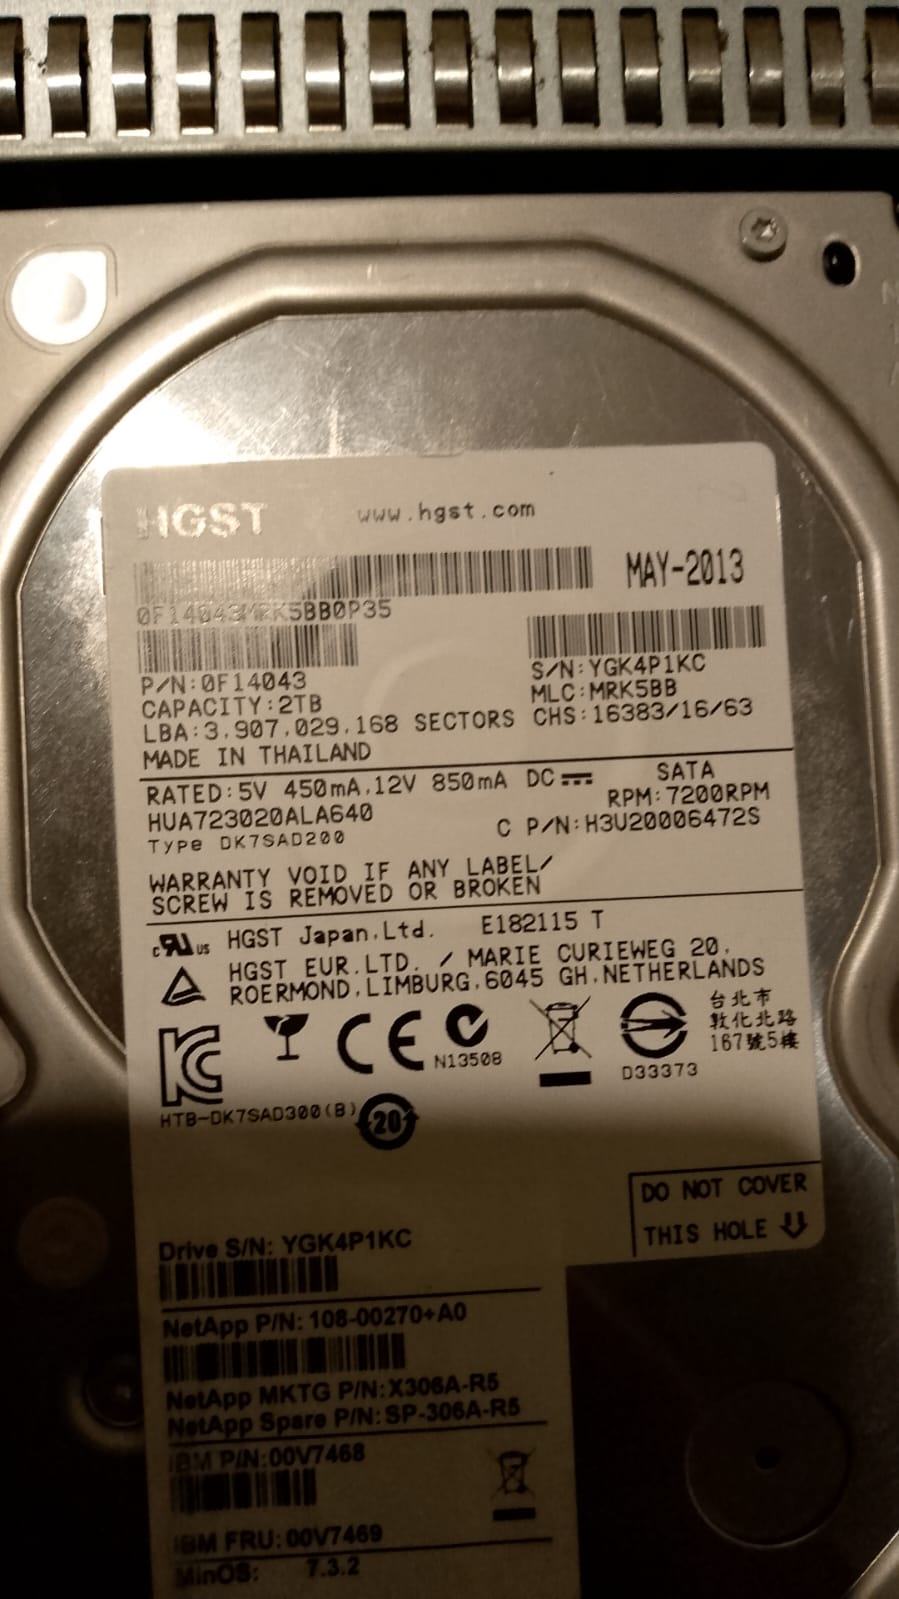 HGST www.hgst.com
MAY-2013
0F14043MRK5BB0P35
P/N:0F14043
S/N:YGK4P1KC
CAPACITY:2TB
MLC:MRK5BB
LBA:3,907,029,168 SECTORS CHS:16383/16/63
MADE IN THAILAND
RATED:5V 450mA,12V 850mA DC SATA
HUA723020ALA640 RPM:7200RPM
Type DK7SAD200 C P/N:H3U20006472S
WARRANTY VOID IF ANY LABEL/
SCREW IS REMOVED OR BROKEN
c UR US HGST Japan,Ltd. E182115 T
HGST EUR.LTD. / MARIE CURIEWEG 20,
ROERMOND,LIMBURG,6045 GH,NETHERLANDS
台北市
敦化北路
167號5樓
CE
N13508
D33373
HTB-DK7SAD300(B)
20
DO NOT COVER
THIS HOLE
Drive S/N: YGK4P1KC
NetApp P/N: 108-00270+A0
NetApp MKTG P/N:X306A-R5
NetApp Spare P/N: SP-306A-R5
IBM P/N:00V7468
IBM FRU: 00V7469
MinOS: 7.3.2